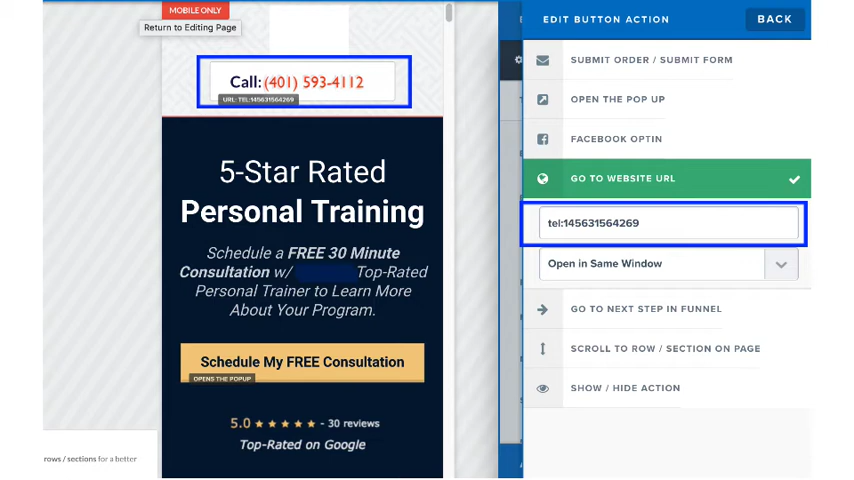 MOBILE ONLY
Return to Editing Page
Call: (401) 593-4112
URL: TEL:145631564269
5-Star Rated
Personal Training
Schedule a FREE 30 Minute
Consultation w/ Top-Rated
Personal Trainer to Learn More
About Your Program.
Schedule My FREE Consultation
OPENS THE POPUP
5.0 ★★★★★ - 30 reviews
Top-Rated on Google
rows / sections for a better
EDIT BUTTON ACTION
BACK
SUBMIT ORDER / SUBMIT FORM
OPEN THE POP UP
FACEBOOK OPTIN
GO TO WEBSITE URL
tel:145631564269
Open in Same Window
GO TO NEXT STEP IN FUNNEL
SCROLL TO ROW / SECTION ON PAGE
SHOW / HIDE ACTION